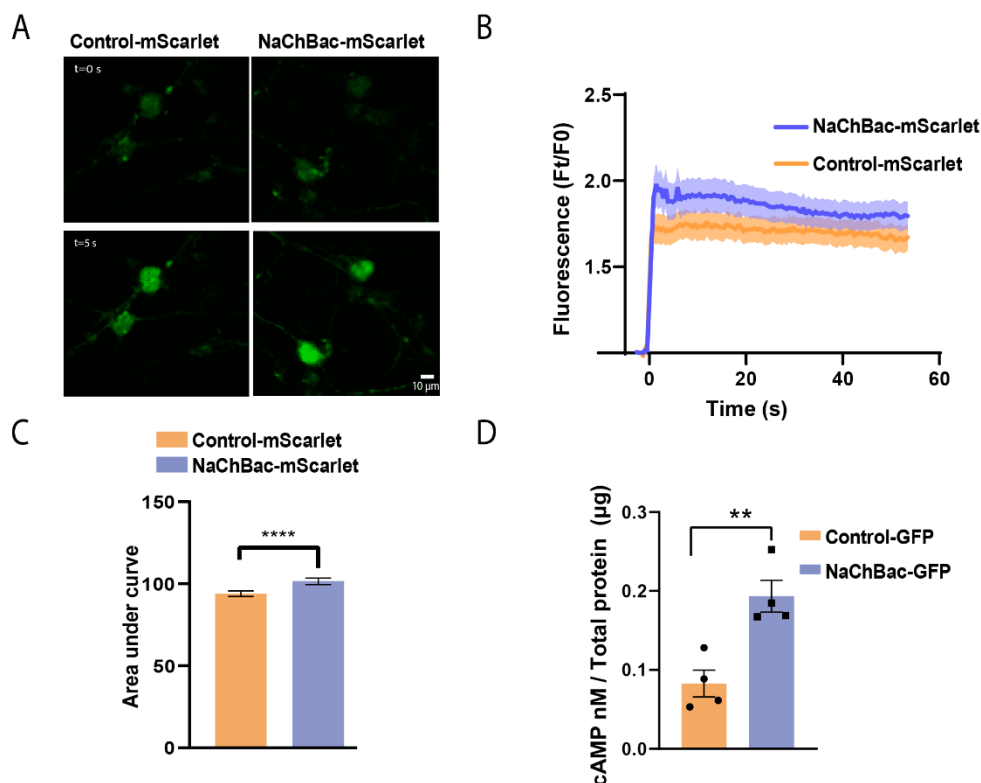 A
Control-mScarlet NaChBac-mScarlet
t=0 s
t=5 s
10 µm
B
Fluorescence (Ft/F0)
2.5
2.0
1.5
NaChBac-mScarlet
Control-mScarlet
0 20 40 60
Time (s)
C
Control-mScarlet
NaChBac-mScarlet
Area under curve
150
100
50
0
****
D
cAMP nM / Total protein (µg)
0.3
0.2
0.1
0.0
**
Control-GFP
NaChBac-GFP